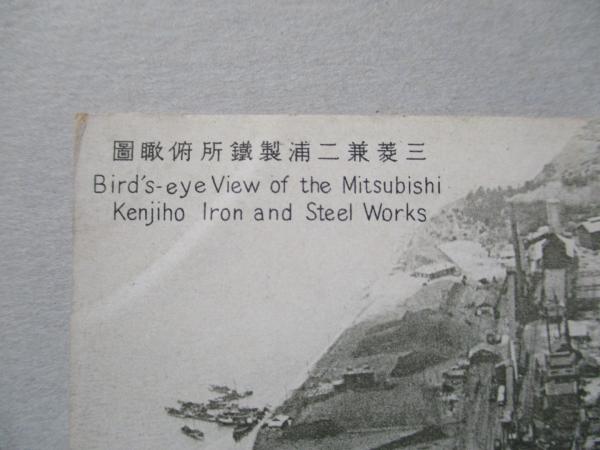 三菱兼二浦製鐵所俯瞰圖
Bird's-eye View of the Mitsubishi
Kenjiho Iron and Steel Works